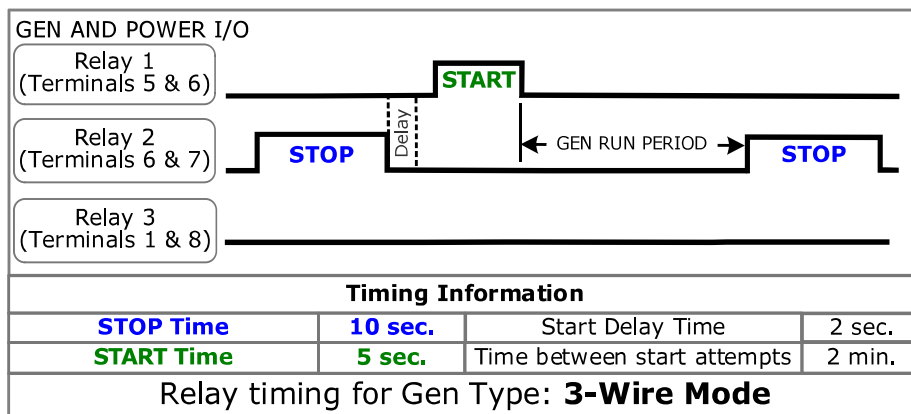 GEN AND POWER I/O
Relay 1
(Terminals 5 & 6)
START
Delay
Relay 2
(Terminals 6 & 7)
STOP
GEN RUN PERIOD
STOP
Relay 3
(Terminals 1 & 8)
Timing Information
STOP Time 10 sec. Start Delay Time 2 sec.
START Time 5 sec. Time between start attempts 2 min.
Relay timing for Gen Type: 3-Wire Mode